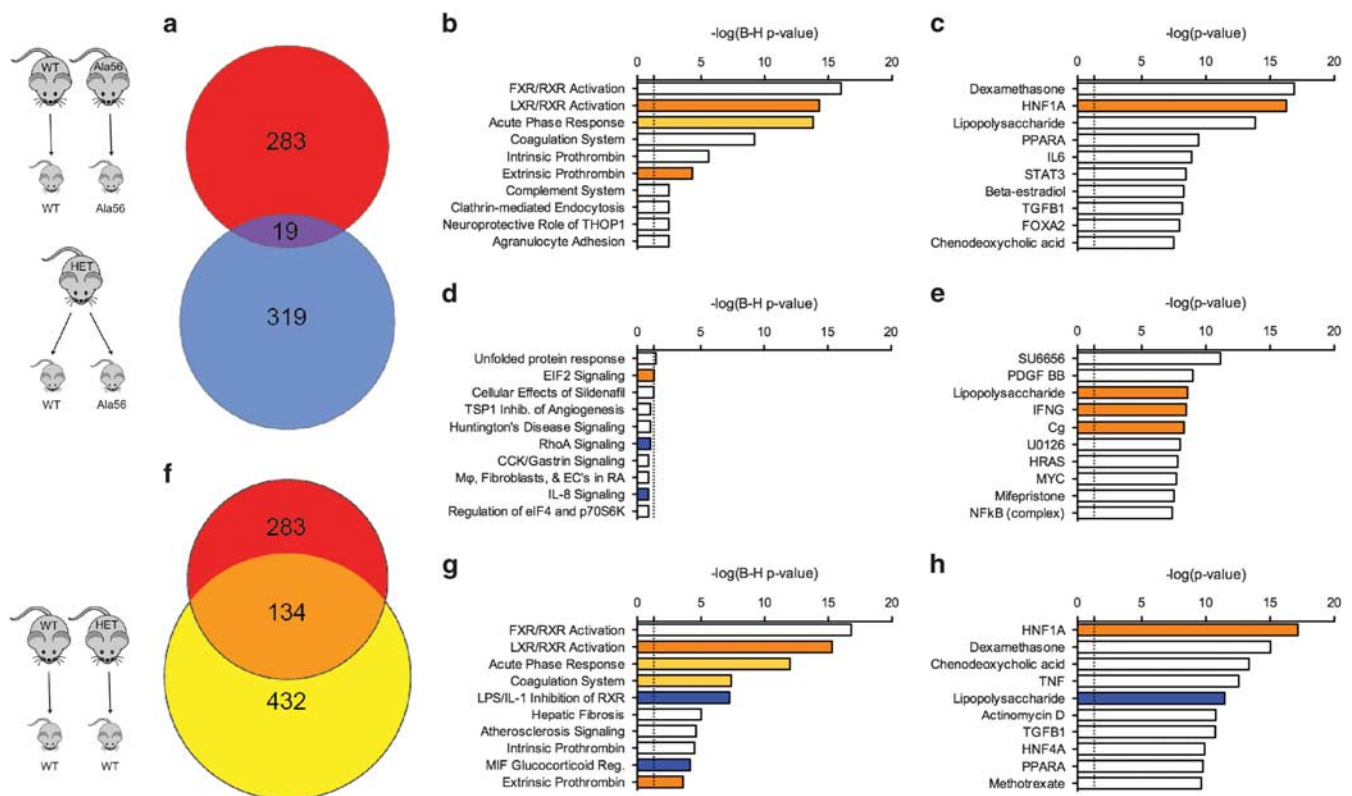 a
WT
Ala56
WT
Ala56
283
19
319
HET
WT
Ala56
b
-log(B-H p-value)
0 5 10 15 20
FXR/RXR Activation
LXR/RXR Activation
Acute Phase Response
Coagulation System
Intrinsic Prothrombin
Extrinsic Prothrombin
Complement System
Clathrin-mediated Endocytosis
Neuroprotective Role of THOP1
Agranulocyte Adhesion
c
-log(p-value)
0 5 10 15 20
Dexamethasone
HNF1A
Lipopolysaccharide
PPARA
IL6
STAT3
Beta-estradiol
TGFB1
FOXA2
Chenodeoxycholic acid
d
-log(B-H p-value)
0 5 10 15 20
Unfolded protein response
EIF2 Signaling
Cellular Effects of Sildenafil
TSP1 Inhib. of Angiogenesis
Huntington's Disease Signaling
RhoA Signaling
CCK/Gastrin Signaling
Mφ, Fibroblasts, & EC's in RA
IL-8 Signaling
Regulation of eIF4 and p70S6K
e
-log(p-value)
0 5 10 15 20
SU6656
PDGF BB
Lipopolysaccharide
IFNG
Cg
U0126
HRAS
MYC
Mifepristone
NFkB (complex)
f
WT
HET
WT
WT
283
134
432
g
-log(B-H p-value)
0 5 10 15 20
FXR/RXR Activation
LXR/RXR Activation
Acute Phase Response
Coagulation System
LPS/IL-1 Inhibition of RXR
Hepatic Fibrosis
Atherosclerosis Signaling
Intrinsic Prothrombin
MIF Glucocorticoid Reg.
Extrinsic Prothrombin
h
-log(p-value)
0 5 10 15 20
HNF1A
Dexamethasone
Chenodeoxycholic acid
TNF
Lipopolysaccharide
Actinomycin D
TGFB1
HNF4A
PPARA
Methotrexate